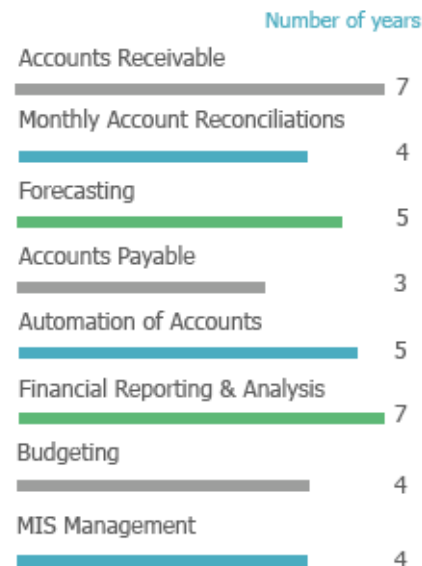 Number of years
Accounts Receivable
7
Monthly Account Reconciliations
4
Forecasting
5
Accounts Payable
3
Automation of Accounts
5
Financial Reporting & Analysis
7
Budgeting
4
MIS Management
4